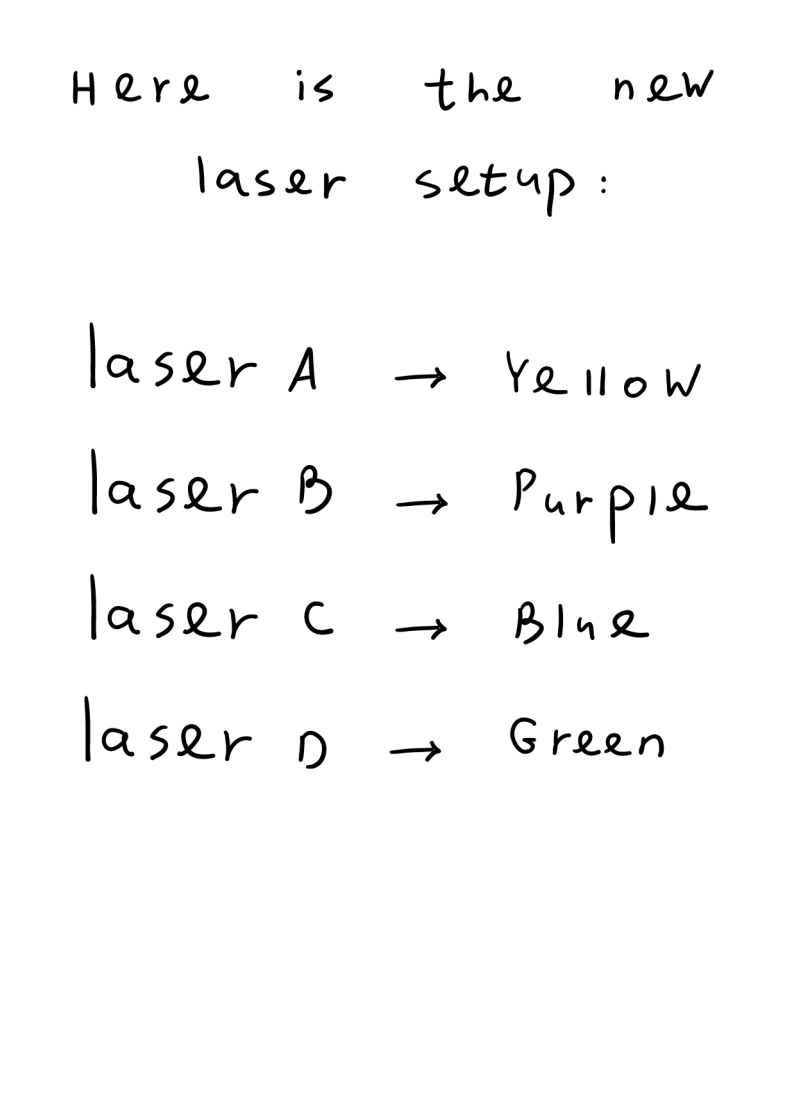 Here is the new
laser setup:
laser A → Yellow
laser B → Purple
laser C → Blue
laser D → Green